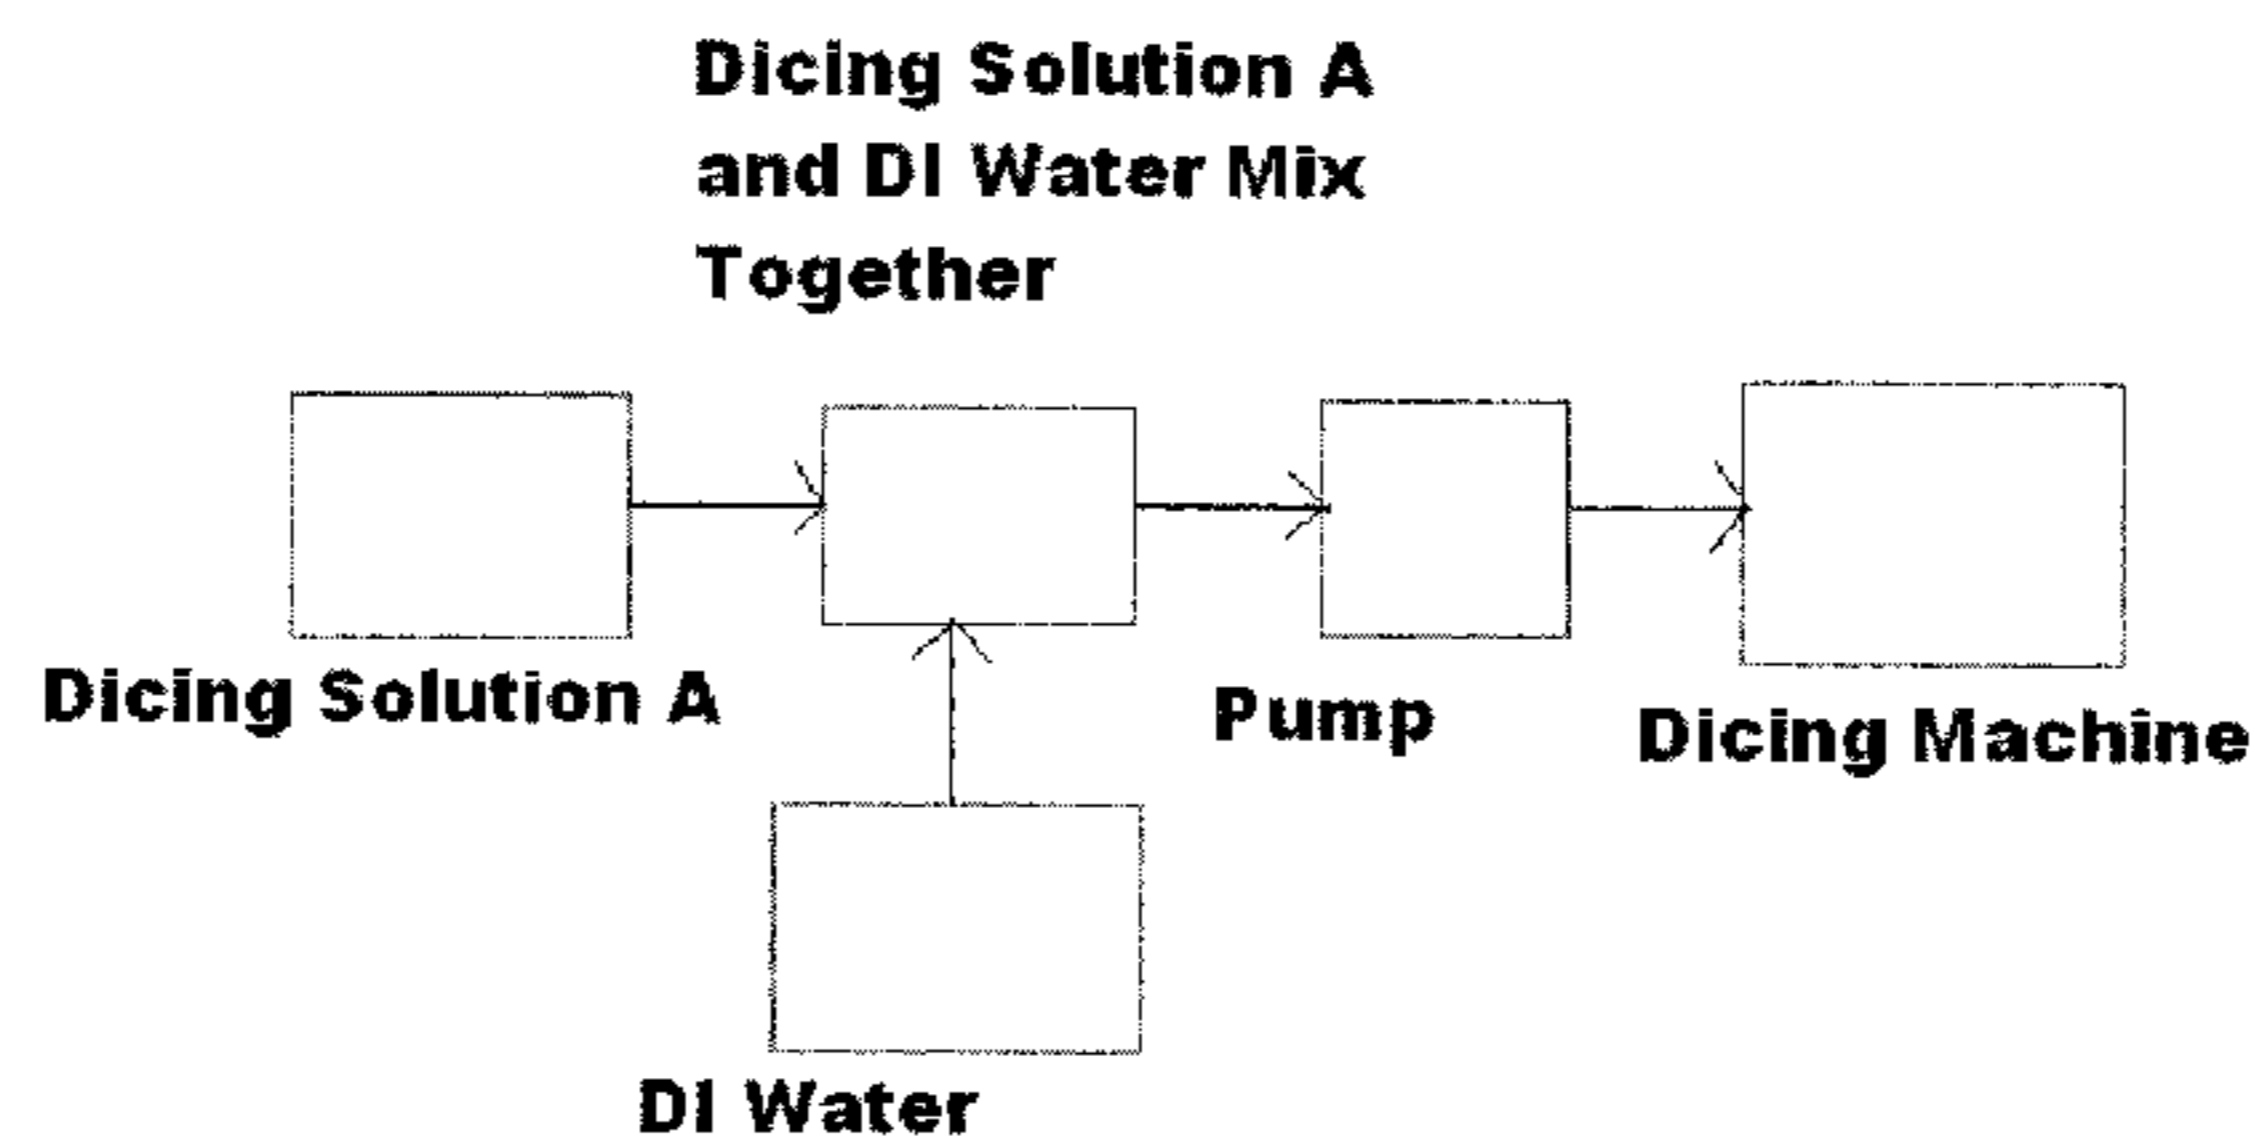 Dicing Solution A
and DI Water Mix
Together
Dicing Solution A
Pump
Dicing Machine
DI Water